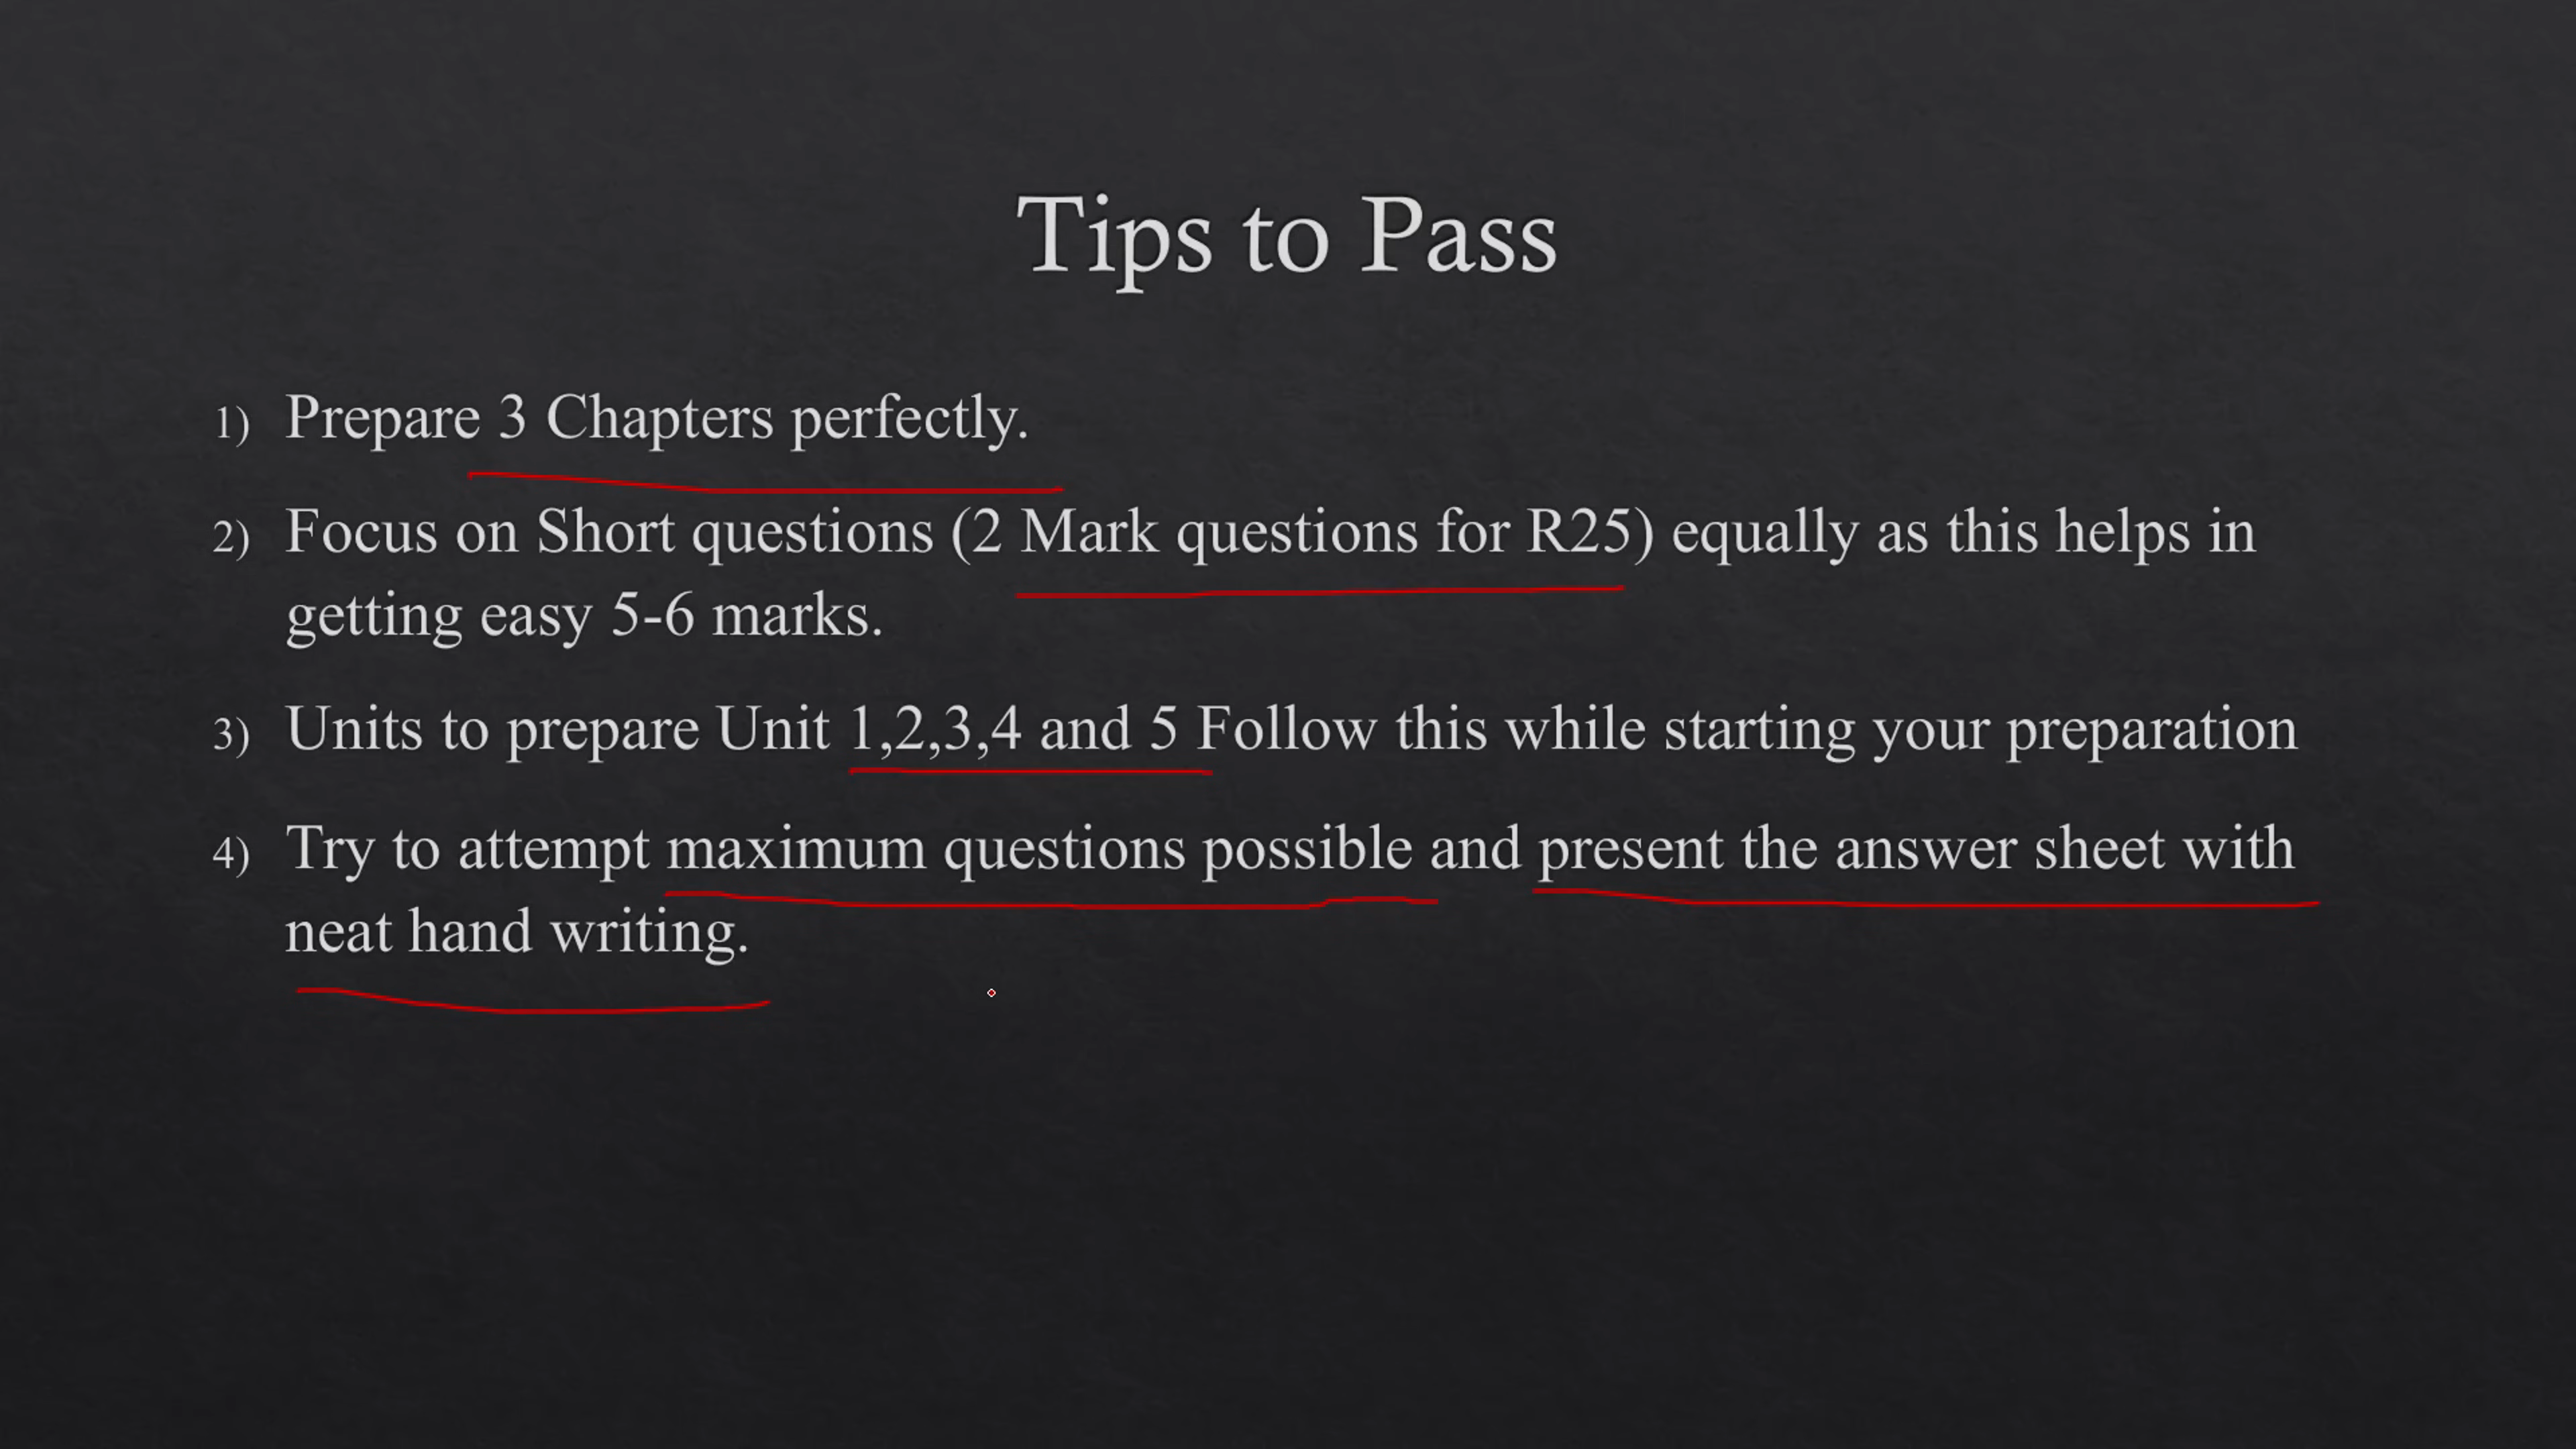 Tips to Pass
1) Prepare 3 Chapters perfectly.
2) Focus on Short questions (2 Mark questions for R25) equally as this helps in
getting easy 5-6 marks.
3) Units to prepare Unit 1,2,3,4 and 5 Follow this while starting your preparation
4) Try to attempt maximum questions possible and present the answer sheet with
neat hand writing.